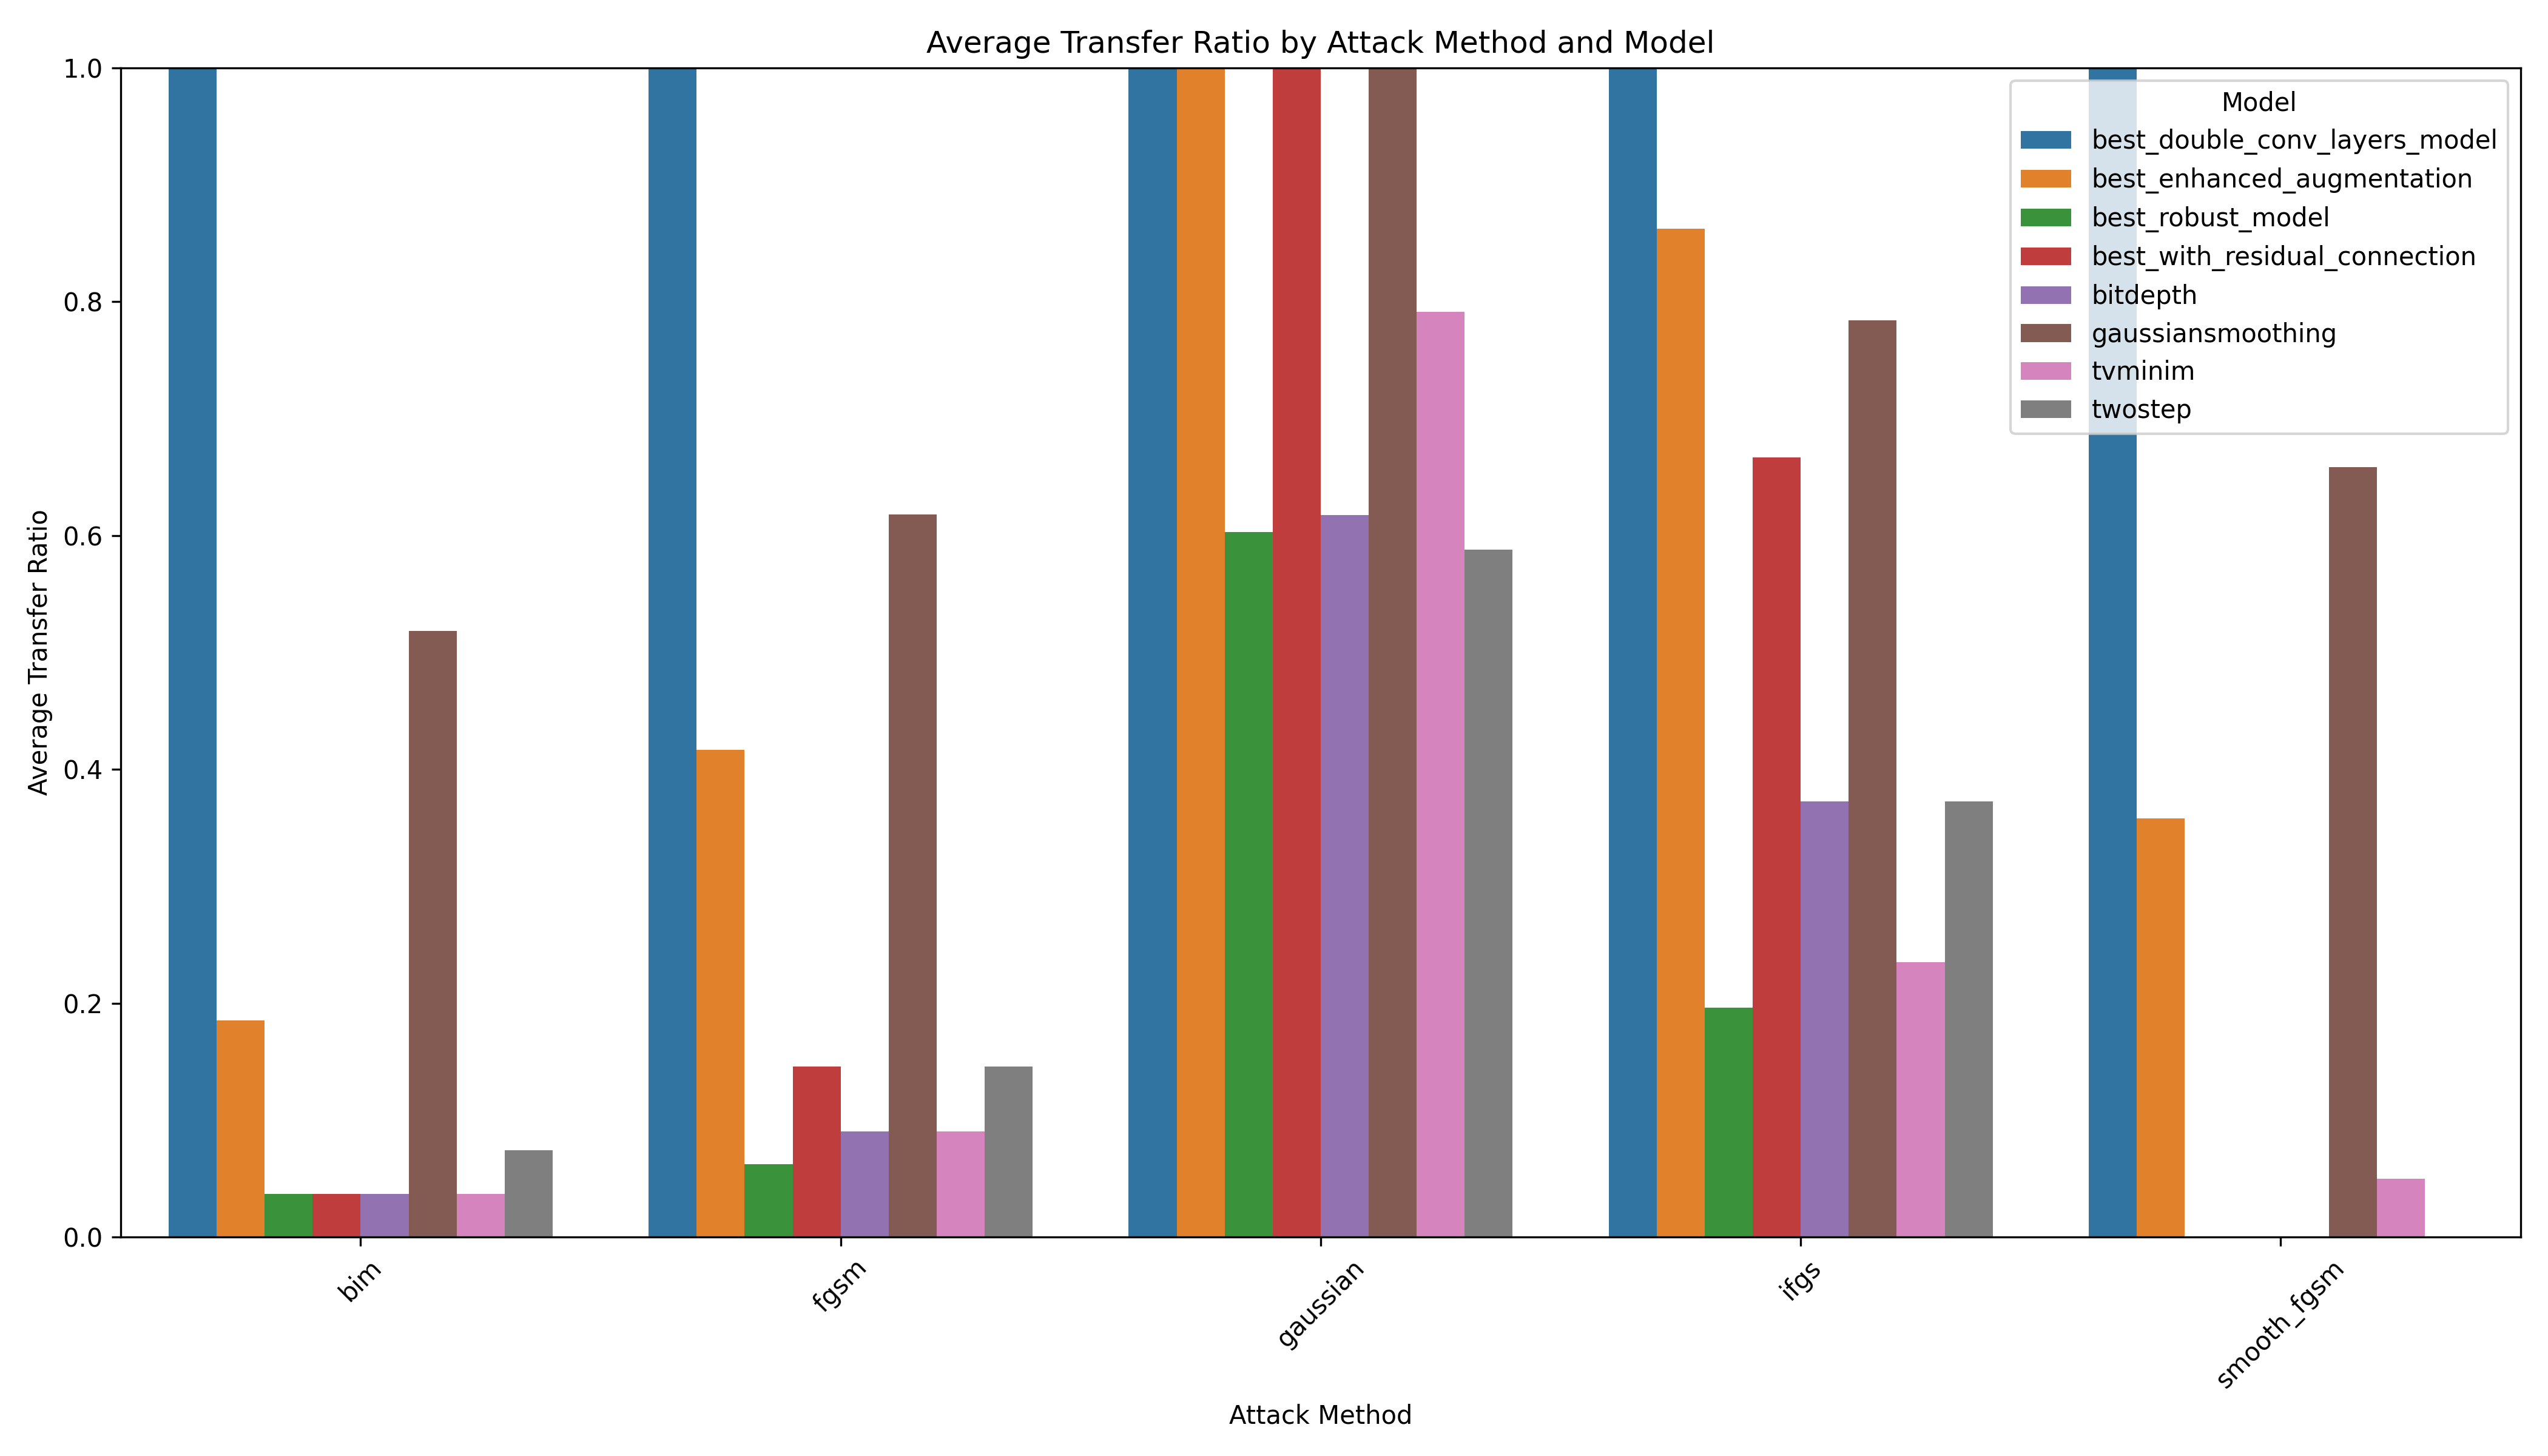 Average Transfer Ratio by Attack Method and Model
Average Transfer Ratio
1.0
0.8
0.6
0.4
0.2
0.0
Model
best_double_conv_layers_model
best_enhanced_augmentation
best_robust_model
best_with_residual_connection
bitdepth
gaussiansmoothing
tvminim
twostep
bim
fgsm
gaussian
ifgs
smooth_fgsm
Attack Method